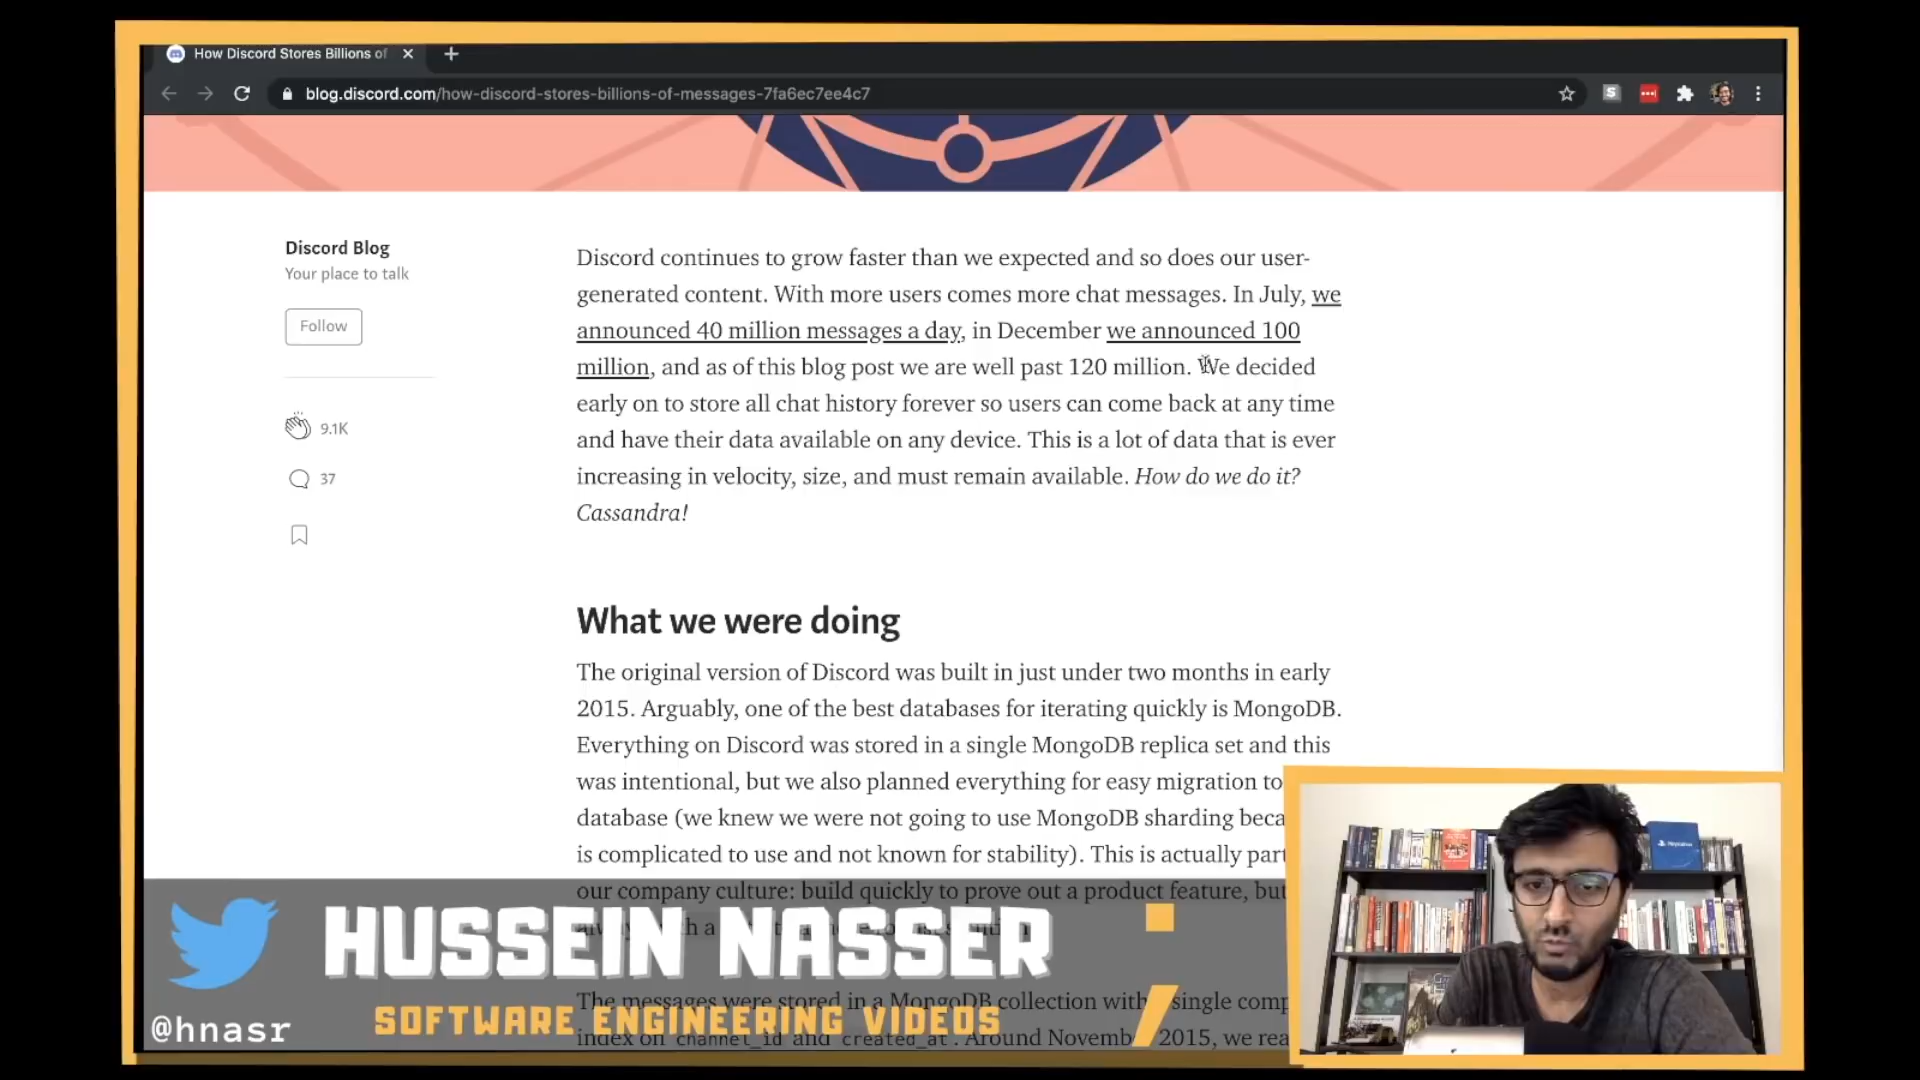 How Discord Stores Billions of
blog.discord.com/how-discord-stores-billions-of-messages-7fa6ec7ee4c7
Discord Blog
Your place to talk
Follow
9.1K
37
Discord continues to grow faster than we expected and so does our user-
generated content. With more users comes more chat messages. In July, we
announced 40 million messages a day, in December we announced 100
million, and as of this blog post we are well past 120 million. We decided
early on to store all chat history forever so users can come back at any time
and have their data available on any device. This is a lot of data that is ever
increasing in velocity, size, and must remain available. How do we do it?
Cassandra!
What we were doing
The original version of Discord was built in just under two months in early
2015. Arguably, one of the best databases for iterating quickly is MongoDB.
Everything on Discord was stored in a single MongoDB replica set and this
was intentional, but we also planned everything for easy migration to
database (we knew we were not going to use MongoDB sharding beca
is complicated to use and not known for stability). This is actually part
our company culture: build quickly to prove out a product feature, but
The messages were stored in a MongoDB collection with single comp
index on channel_id and created_at. Around Novemb 2015, we rea
HUSSEIN NASSER
SOFTWARE ENGINEERING VIDEOS
@hnasr
;